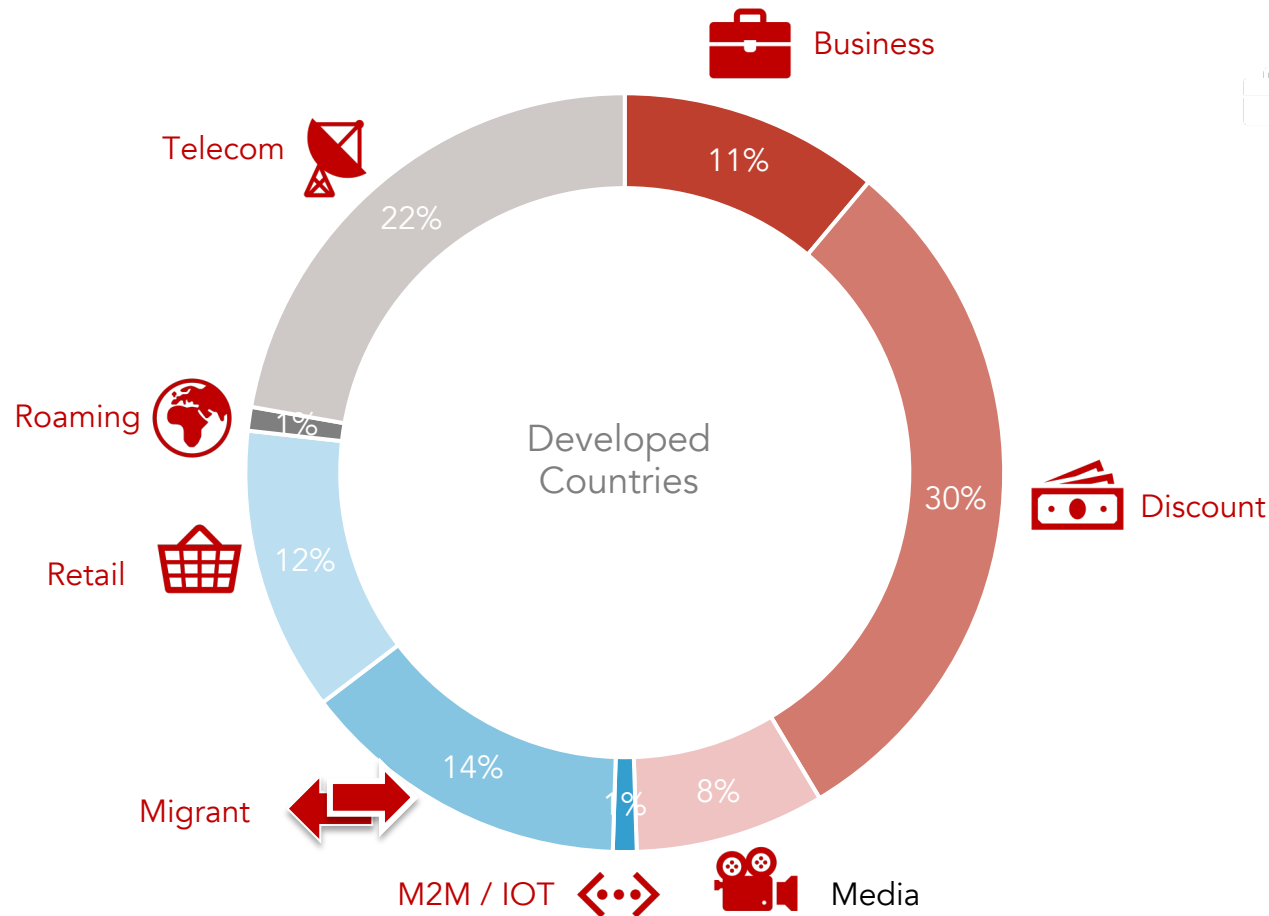 Business
Telecom
11%
22%
Roaming
1%
Developed
Countries
30%
Discount
Retail
12%
14%
8%
1%
Migrant
M2M / IOT
Media